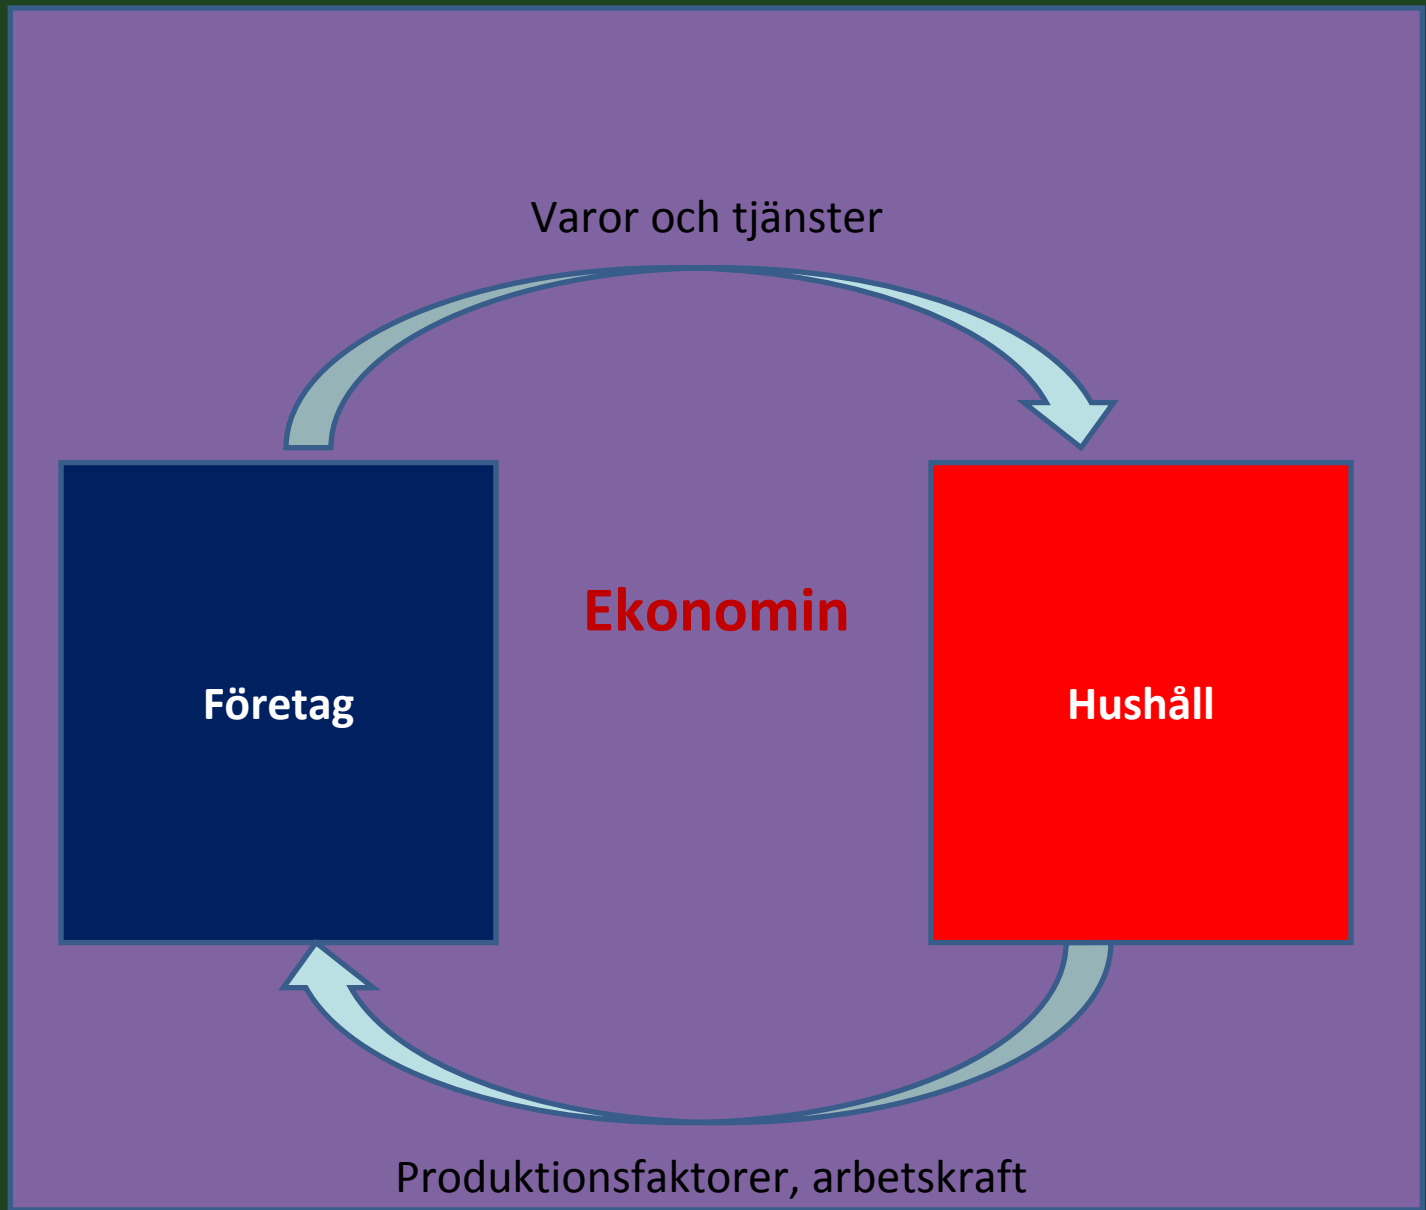 Varor och tjänster
Ekonomin
Företag
Hushåll
Produktionsfaktorer, arbetskraft